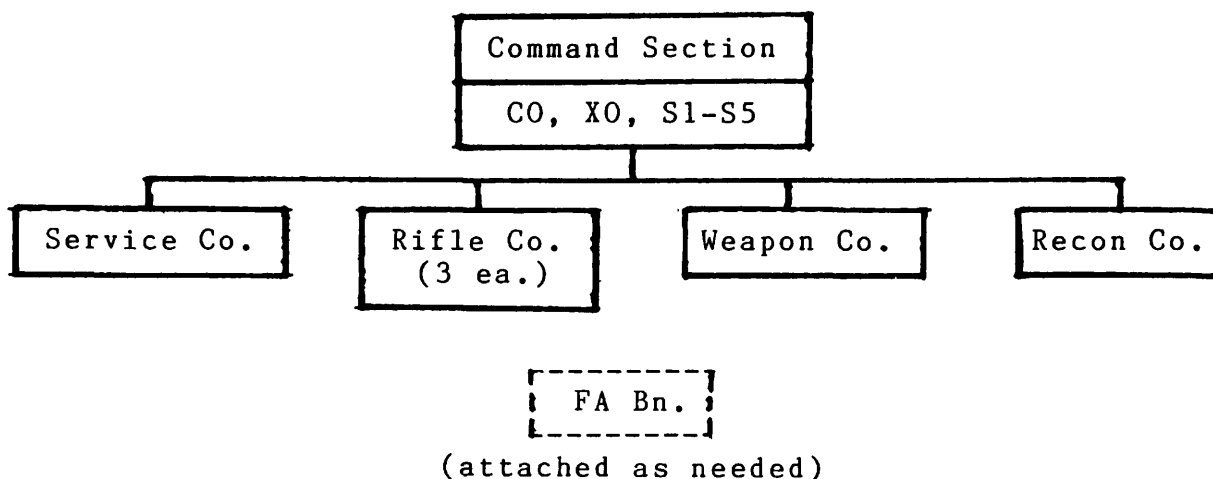 Command Section
CO, XO, S1-S5
Service Co.
Rifle Co.
(3 ea.)
Weapon Co.
Recon Co.
FA Bn.
(attached as needed)